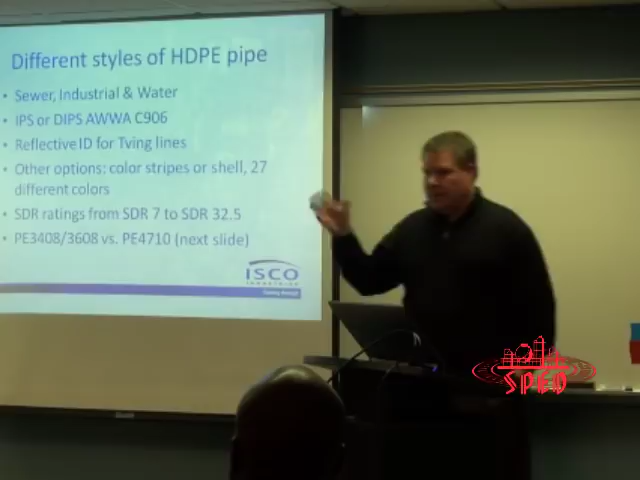 Different styles of HDPE pipe
• Sewer, Industrial & Water
• IPS or DIPS AWWA C906
• Reflective ID for Tving lines
• Other options: color stripes or shell, 27
different colors
• SDR ratings from SDR 7 to SDR 32.5
• PE3408/3608 vs. PE4710 (next slide)
ISCO
INDUSTRIES
SPED